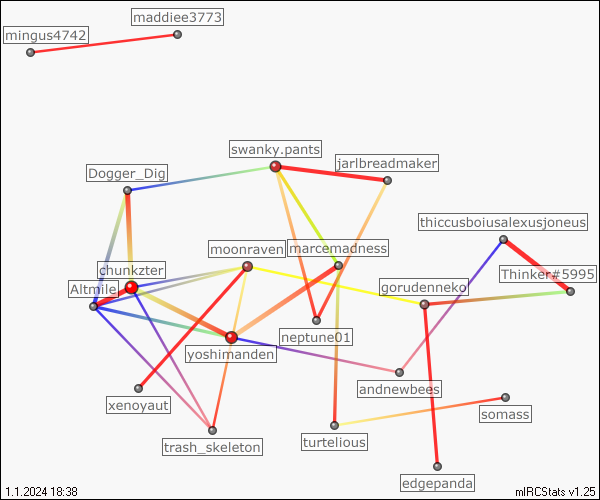 maddiee3773
mingus4742
swanky.pants
jarlbreadmaker
Dogger_Dig
thiccusboiusalexusjoneus
moonraven
marcemadness
chunkzter
Thinker#5995
Altmile
gorudenneko
neptune01
yoshimanden
andnewbees
xenoyaut
somass
trash_skeleton
turtelious
edgepanda
1.1.2024 18:38
mIRCStats v1.25